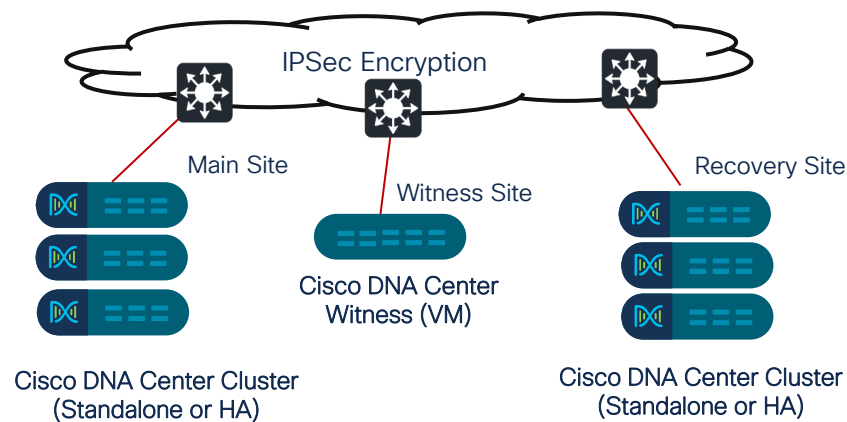 IPSec Encryption
Main Site
Witness Site
Recovery Site
Cisco DNA Center
Witness (VM)
Cisco DNA Center Cluster
(Standalone or HA)
Cisco DNA Center Cluster
(Standalone or HA)